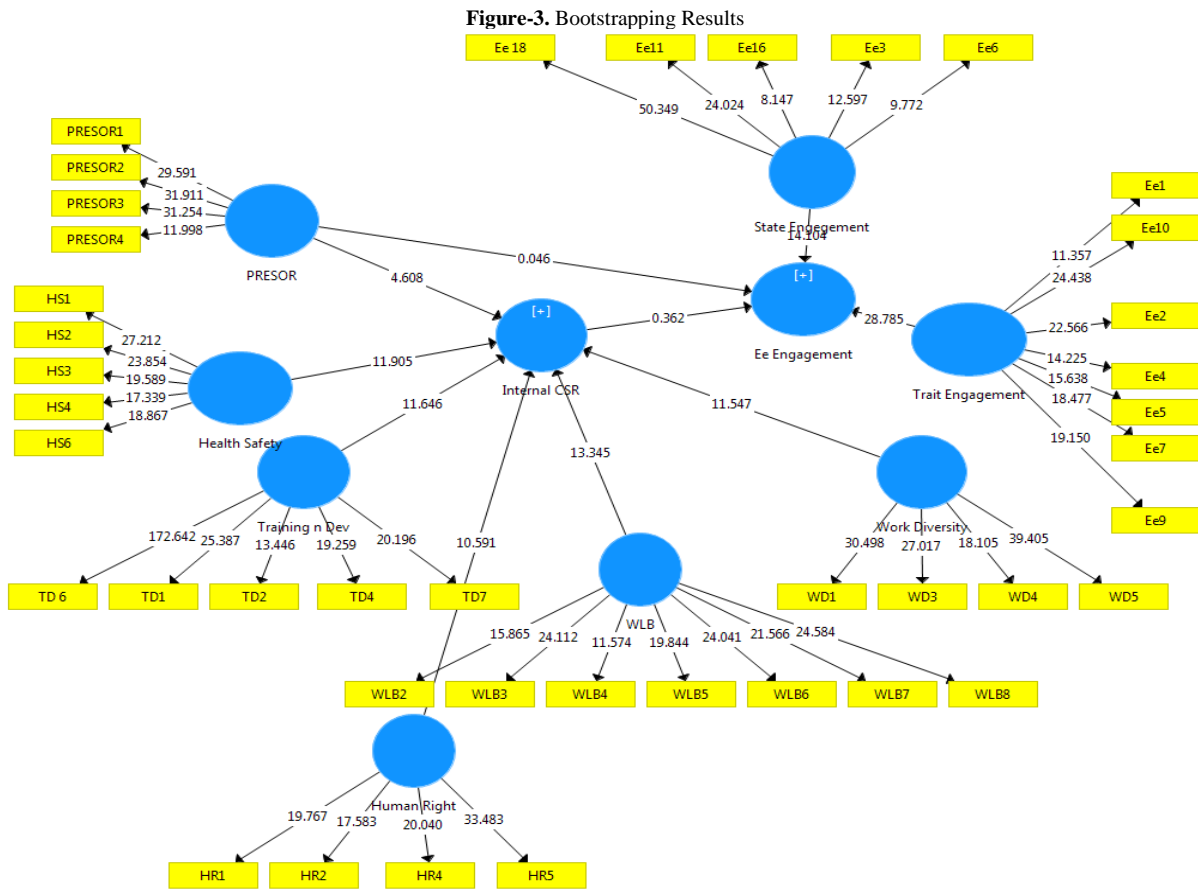 Figure-3. Bootstrapping Results
Ee 18
Ee11
Ee16
Ee3
Ee6
50.349
24.024
8.147
12.597
9.772
State Engegement
14.104
PRESOR1
PRESOR2
PRESOR3
PRESOR4
29.591
31.911
31.254
11.998
PRESOR
0.046
4.608
[+]
Ee Engagement
[+]
Internal CSR
0.362
28.785
Trait Engagement
Ee1
Ee10
Ee2
Ee4
Ee5
Ee7
Ee9
11.357
24.438
22.566
14.225
15.638
18.477
19.150
HS1
HS2
HS3
HS4
HS6
27.212
23.854
19.589
17.339
18.867
Health Safety
11.905
11.646
11.547
13.345
10.591
Training n Dev
172.642
25.387
13.446
19.259
20.196
TD 6
TD1
TD2
TD4
TD7
Work Diversity
30.498
27.017
18.105
39.405
WD1
WD3
WD4
WD5
WLB
15.865
24.112
11.574
19.844
24.041
21.566
24.584
WLB2
WLB3
WLB4
WLB5
WLB6
WLB7
WLB8
Human Right
19.767
17.583
20.040
33.483
HR1
HR2
HR4
HR5